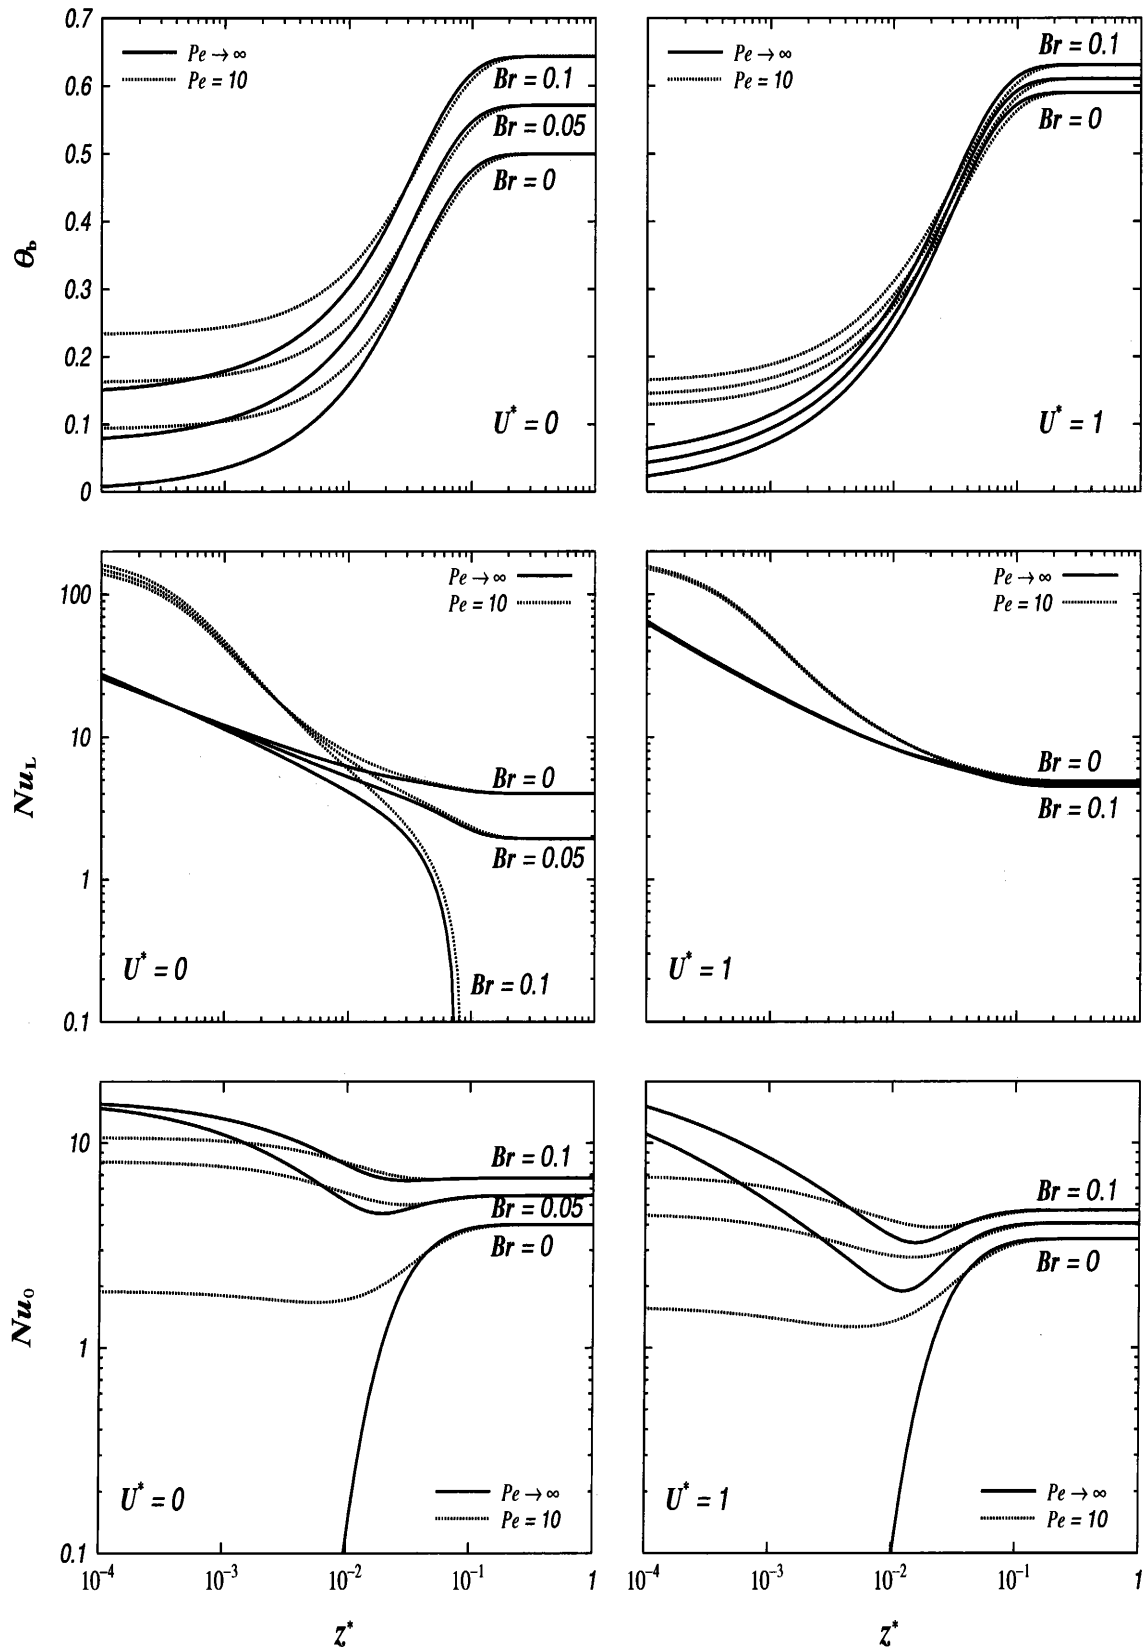 0.7
0.6
0.5
0.4
0.3
0.2
0.1
0
θb
Pe → ∞
Pe = 10
Br = 0.1
Br = 0.05
Br = 0
U* = 0
Pe → ∞
Pe = 10
Br = 0.1
Br = 0
U* = 1
100
10
1
0.1
NuL
Pe → ∞
Pe = 10
Br = 0
Br = 0.05
Br = 0.1
U* = 0
Pe → ∞
Pe = 10
Br = 0
Br = 0.1
U* = 1
10
1
0.1
Nu0
Br = 0.1
Br = 0.05
Br = 0
U* = 0
Pe → ∞
Pe = 10
Br = 0.1
Br = 0
U* = 1
Pe → ∞
Pe = 10
10⁻⁴ 10⁻³ 10⁻² 10⁻¹ 1
10⁻⁴ 10⁻³ 10⁻² 10⁻¹ 1
z*
z*